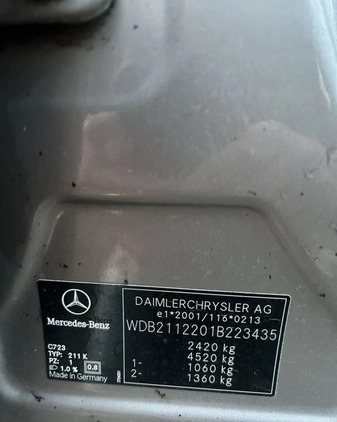 Mercedes-Benz
C723
TYP: 211 K
PZ: 1
1.0 % 0.8
Made in Germany
DAIMLERCHRYSLER AG
e1*2001/116*0213
WDB2112201B223435
2420 kg
4520 kg
1- 1060 kg
2- 1360 kg